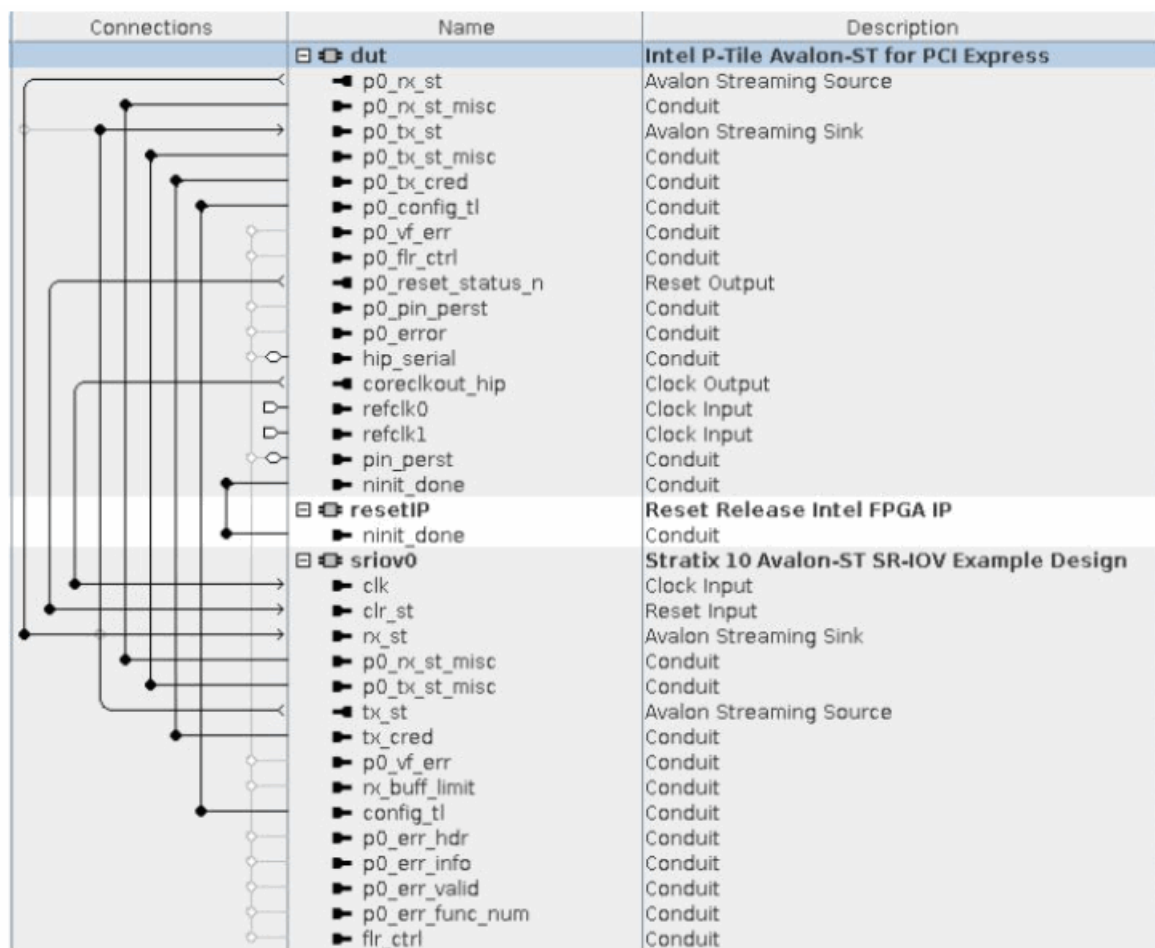 Connections Name Description
dut Intel P-Tile Avalon-ST for PCI Express
p0_rx_st Avalon Streaming Source
p0_rx_st_misc Conduit
p0_tx_st Avalon Streaming Sink
p0_tx_st_misc Conduit
p0_tx_cred Conduit
p0_config_tl Conduit
p0_vf_err Conduit
p0_flr_ctrl Conduit
p0_reset_status_n Reset Output
p0_pin_perst Conduit
p0_error Conduit
hip_serial Conduit
coreclkout_hip Clock Output
refclk0 Clock Input
refclk1 Clock Input
pin_perst Conduit
ninit_done Conduit
resetIP Reset Release Intel FPGA IP
ninit_done Conduit
sriov0 Stratix 10 Avalon-ST SR-IOV Example Design
clk Clock Input
clr_st Reset Input
rx_st Avalon Streaming Sink
p0_rx_st_misc Conduit
p0_tx_st_misc Conduit
tx_st Avalon Streaming Source
tx_cred Conduit
p0_vf_err Conduit
rx_buff_limit Conduit
config_tl Conduit
p0_err_hdr Conduit
p0_err_info Conduit
p0_err_valid Conduit
p0_err_func_num Conduit
flr_ctrl Conduit